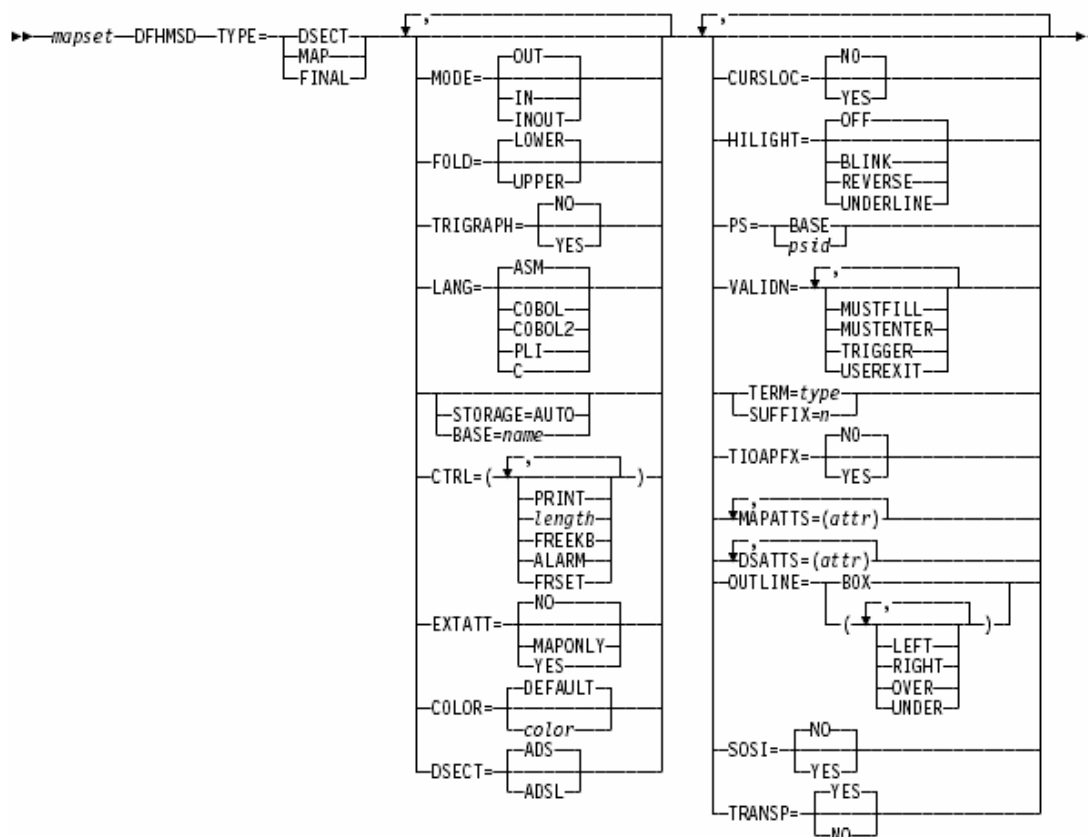 , ,
mapset DFHMSD TYPE= DSECT
MAP
FINAL
MODE= OUT
IN
INOUT
FOLD= LOWER
UPPER
TRIGRAPH= NO
YES
LANG= ASM
COBOL
COBOL2
PLI
C
STORAGE=AUTO
BASE=name
CTRL=( , )
PRINT
length
FREEKB
ALARM
FRSET
EXTATT= NO
MAPONLY
YES
COLOR= DEFAULT
color
DSECT= ADS
ADSL
CURSLOC= NO
YES
HILIGHT= OFF
BLINK
REVERSE
UNDERLINE
PS= BASE
psid
VALIDN= ,
MUSTFILL
MUSTENTER
TRIGGER
USEREXIT
TERM=type
SUFFIX=n
TIOAPFX= NO
YES
,
MAPATTS=(attr)
,
DSATTS=(attr)
OUTLINE= BOX
( , )
LEFT
RIGHT
OVER
UNDER
SOSI= NO
YES
TRANSP= YES
NO